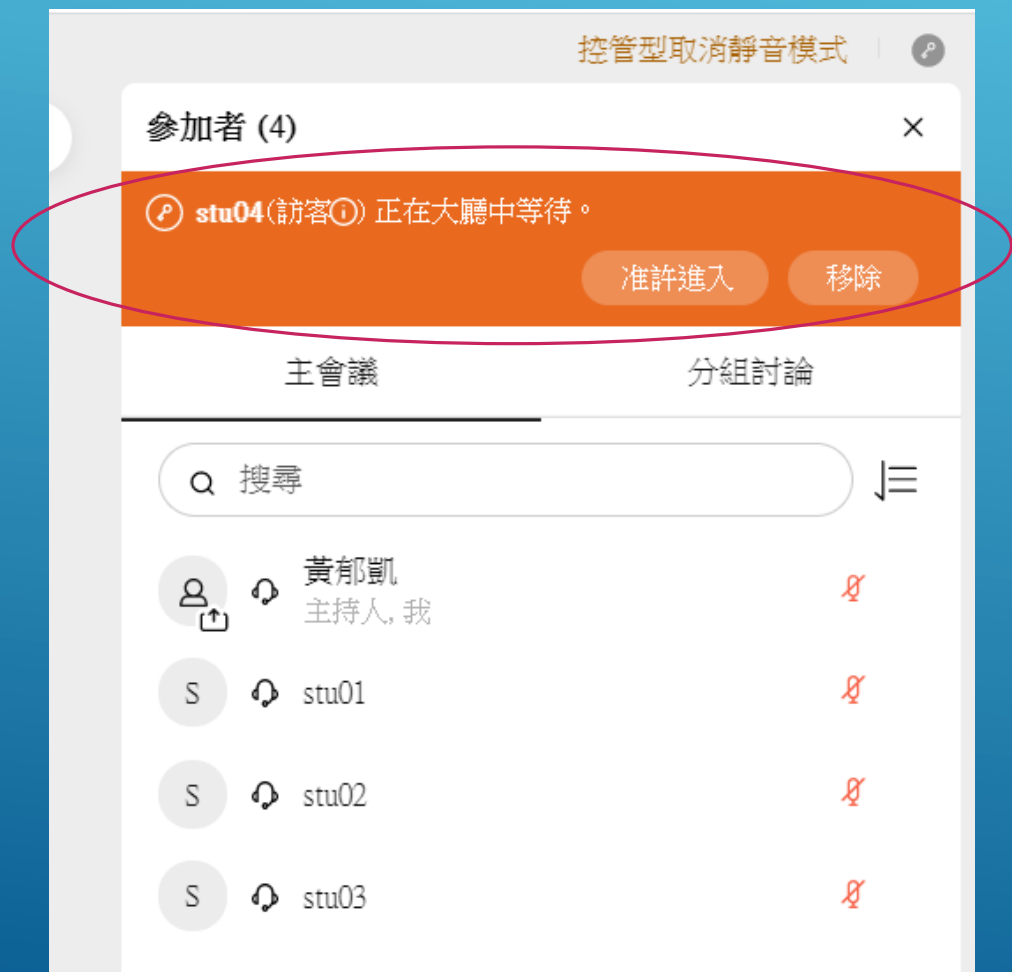 控管型取消靜音模式
參加者 (4)
stu04(訪客) 正在大廳中等待。
准許進入
移除
主會議
分組討論
搜尋
黃郁凱
主持人, 我
S
stu01
S
stu02
S
stu03